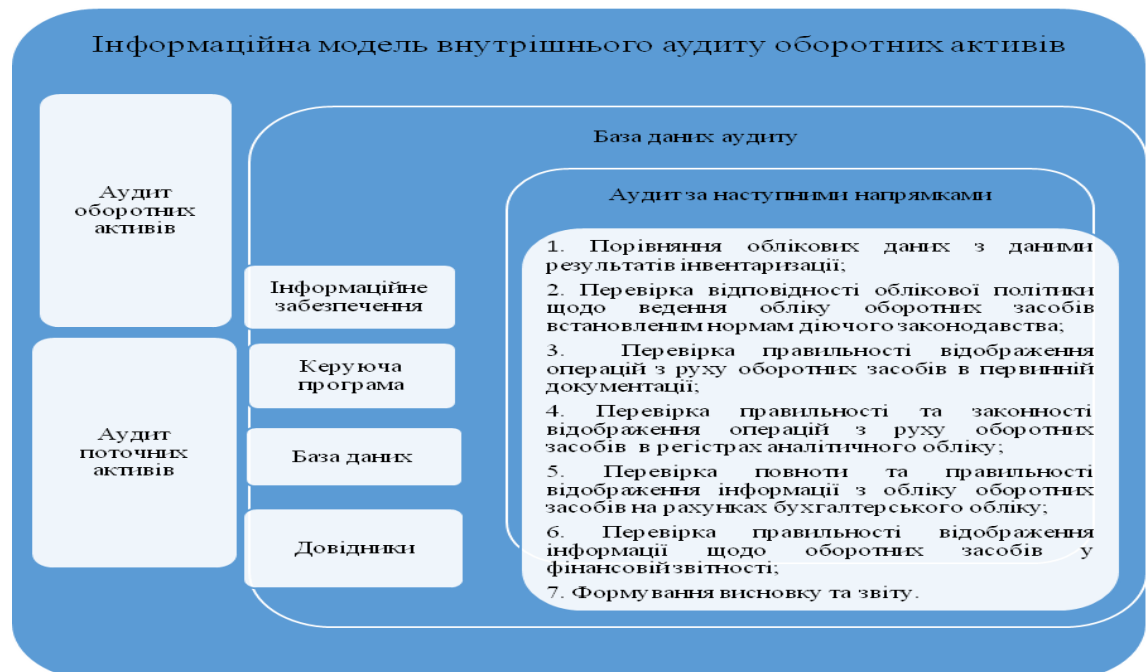 Інформаційна модель внутрішнього аудиту оборотних активів
Аудит
оборотних
активів
Аудит
поточних
активів
База даних аудиту
Інформаційне
забезпечення
Керуюча
програма
База даних
Довідники
Аудит за наступними напрямками
1. Порівняння облікових даних з даними
результатів інвентаризації;
2. Перевірка відповідності облікової політики
щодо ведення обліку оборотних засобів
встановленим нормам діючого законодавства;
3. Перевірка правильності відображення
операцій з руху оборотних засобів в первинній
документації;
4. Перевірка правильності та законності
відображення операцій з руху оборотних
засобів в регістрах аналітичного обліку;
5. Перевірка повноти та правильності
відображення інформації з обліку оборотних
засобів на рахунках бухгалтерського обліку;
6. Перевірка правильності відображення
інформації щодо оборотних засобів у
фінансовій звітності;
7. Формування висновку та звіту.